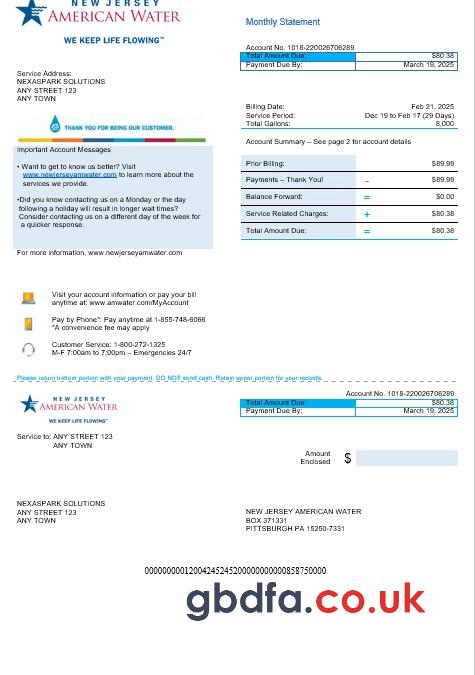 NEW JERSEY
AMERICAN WATER
WE KEEP LIFE FLOWING™
Monthly Statement
Account No. 1018-220026706289
Total Amount Due: $80.38
Payment Due By: March 19, 2025
Service Address:
NEXASPARK SOLUTIONS
ANY STREET 123
ANY TOWN
Billing Date: Feb 21, 2025
Service Period: Dec 19 to Feb 17 (29 Days)
Total Gallons: 8,000
THANK YOU FOR BEING OUR CUSTOMER.
Account Summary – See page 2 for account details
Important Account Messages
• Want to get to know us better? Visit
www.newjerseyamwater.com to learn more about the
services we provide.
•Did you know contacting us on a Monday or the day
following a holiday will result in longer wait times?
Consider contacting us on a different day of the week for
a quicker response.
Prior Billing: $89.99
Payments – Thank You! - $89.99
Balance Forward: = $0.00
Service Related Charges: + $80.38
Total Amount Due: = $80.38
For more information, www.newjerseyamwater.com
Visit your account information or pay your bill
anytime at: www.amwater.com/MyAccount
Pay by Phone*: Pay anytime at 1-855-748-6066
*A convenience fee may apply
Customer Service: 1-800-272-1325
M-F 7:00am to 7:00pm – Emergencies 24/7
Please return bottom portion with your payment. DO NOT send cash. Retain upper portion for your records.
NEW JERSEY
AMERICAN WATER
WE KEEP LIFE FLOWING™
Account No. 1018-220026706289
Total Amount Due: $80.38
Payment Due By: March 19, 2025
Service to: ANY STREET 123
ANY TOWN
Amount
Enclosed $
NEXASPARK SOLUTIONS
ANY STREET 123
ANY TOWN
NEW JERSEY AMERICAN WATER
BOX 371331
PITTSBURGH PA 15250-7331
gbdfa.co.uk